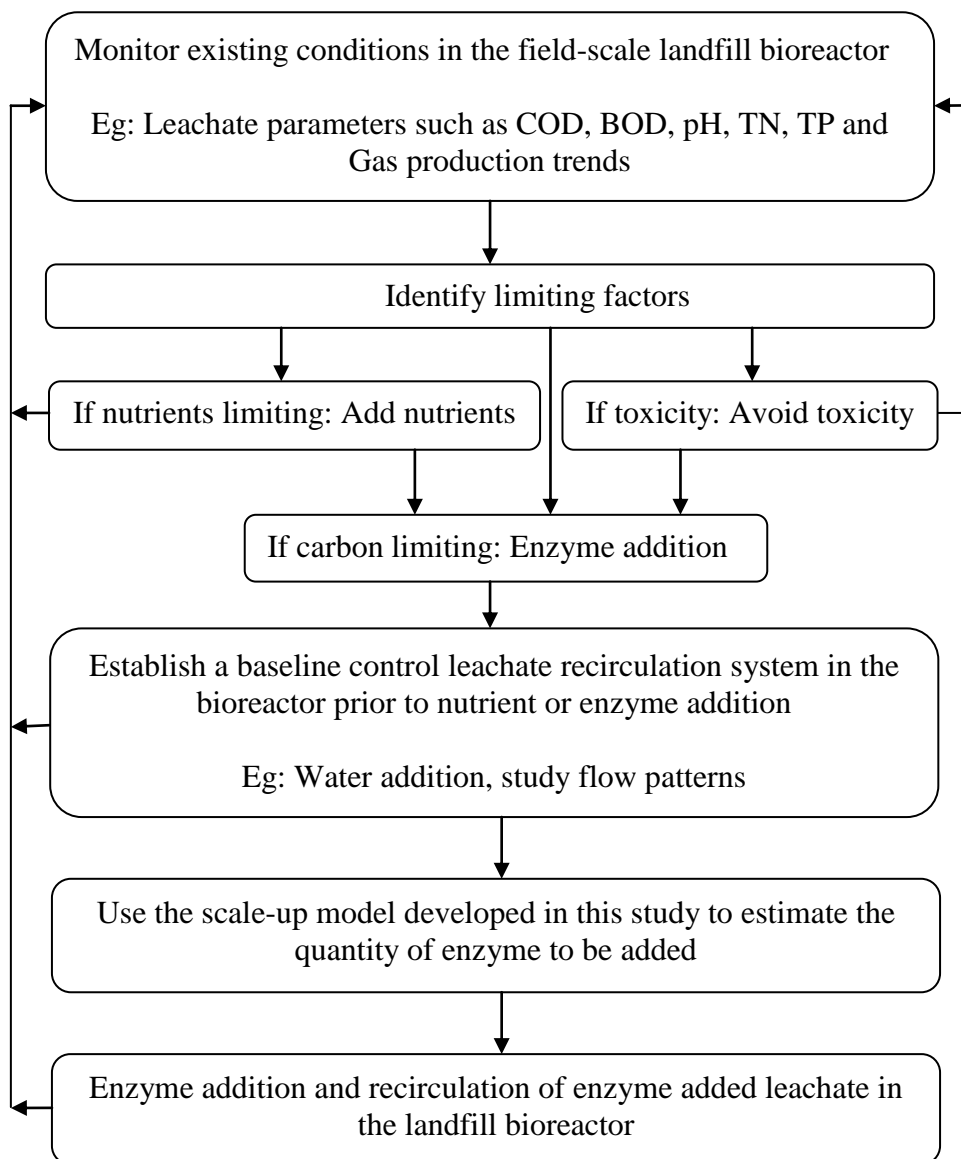 Monitor existing conditions in the field-scale landfill bioreactor
Eg: Leachate parameters such as COD, BOD, pH, TN, TP and
Gas production trends
Identify limiting factors
If nutrients limiting: Add nutrients
If toxicity: Avoid toxicity
If carbon limiting: Enzyme addition
Establish a baseline control leachate recirculation system in the
bioreactor prior to nutrient or enzyme addition
Eg: Water addition, study flow patterns
Use the scale-up model developed in this study to estimate the
quantity of enzyme to be added
Enzyme addition and recirculation of enzyme added leachate in
the landfill bioreactor